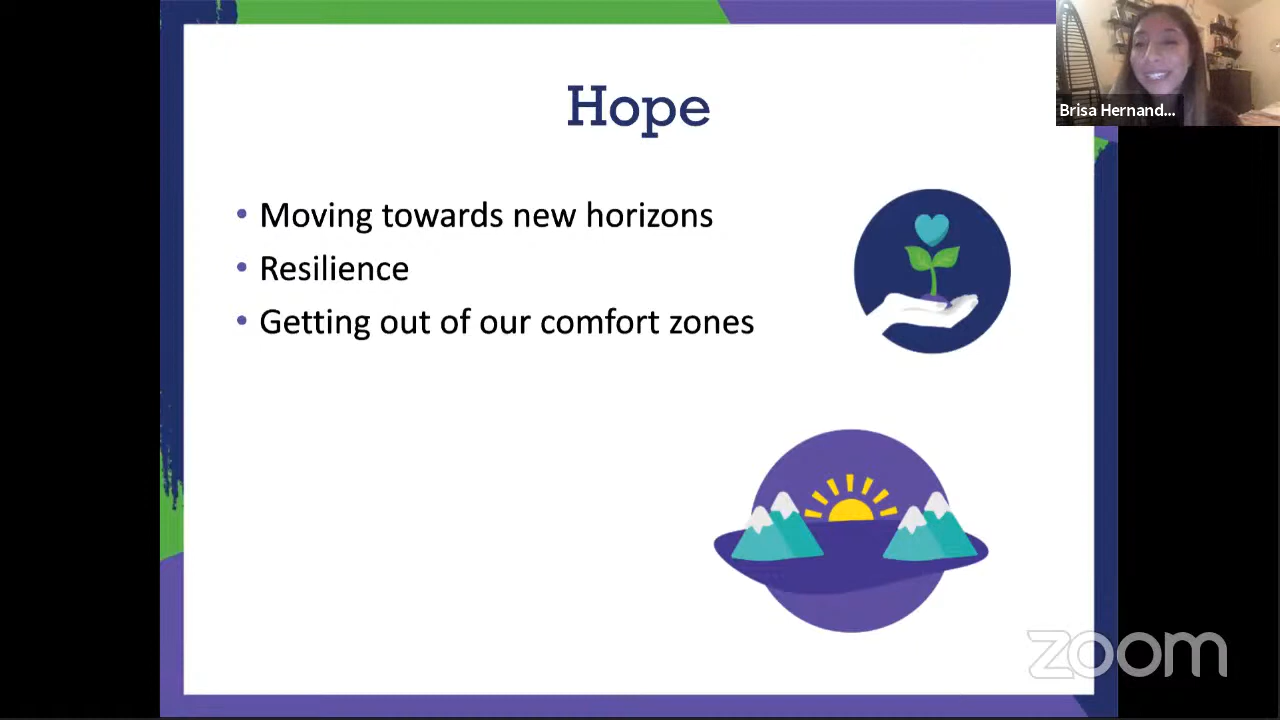 Hope
Brisa Hernand...
• Moving towards new horizons
• Resilience
• Getting out of our comfort zones
zoom